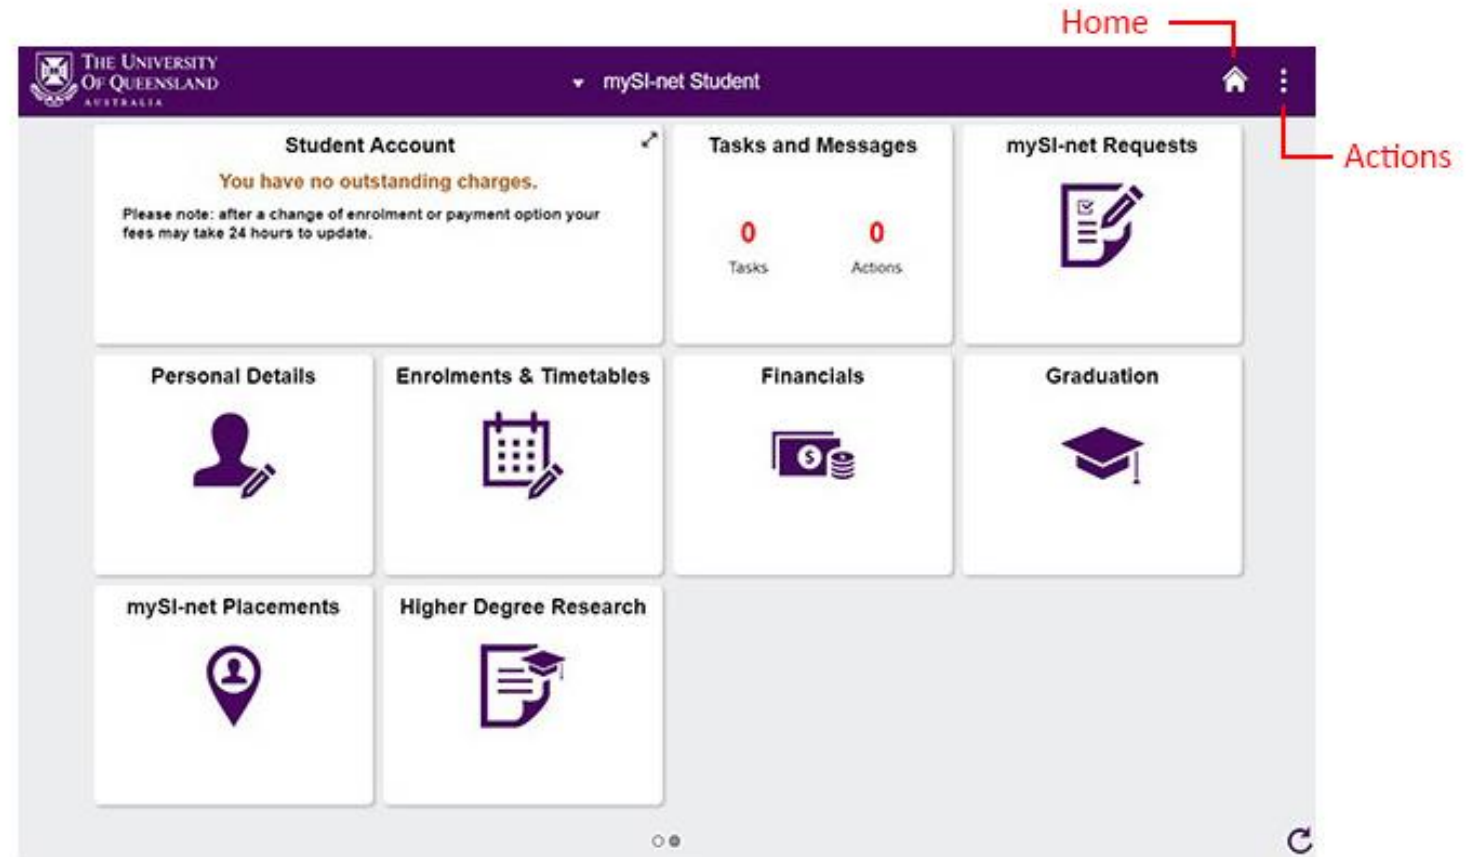 Home
THE UNIVERSITY
OF QUEENSLAND
AUSTRALIA
mySI-net Student
Actions
Student Account
You have no outstanding charges.
Please note: after a change of enrolment or payment option your
fees may take 24 hours to update.
Tasks and Messages
0 0
Tasks Actions
mySI-net Requests
Personal Details
Enrolments & Timetables
Financials
$
Graduation
mySI-net Placements
Higher Degree Research